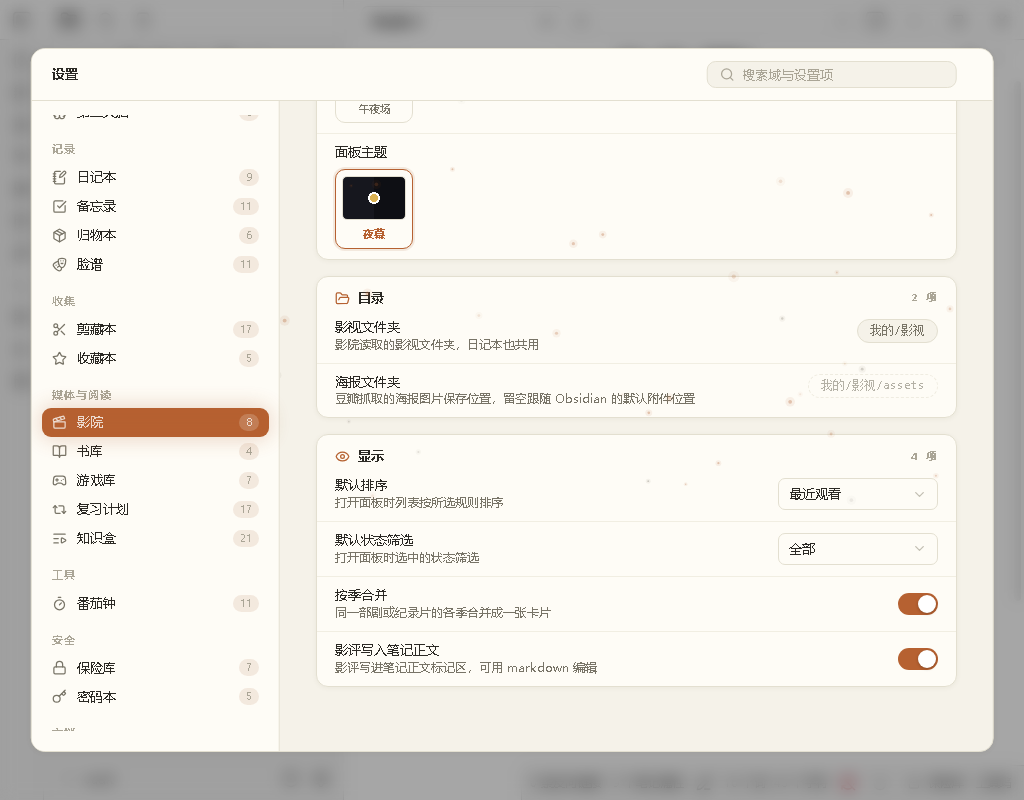 设置
搜索域与设置项
记录
日记本 9
备忘录 11
归物本 6
脸谱 11
收集
剪藏本 17
收藏本 5
媒体与阅读
影院 8
书库 4
游戏库 7
复习计划 17
知识盒 21
工具
番茄钟 11
安全
保险库 7
密码本 5
午夜场
面板主题
夜幕
目录 2 项
影视文件夹
影院读取的影视文件夹，日记本也共用
我的/影视
海报文件夹
豆瓣抓取的海报图片保存位置，留空跟随 Obsidian 的默认附件位置
我的/影视/assets
显示 4 项
默认排序
打开面板时列表按所选规则排序
最近观看
默认状态筛选
打开面板时选中的状态筛选
全部
按季合并
同一部剧或纪录片的各季合并成一张卡片
影评写入笔记正文
影评写进笔记正文标记区，可用 markdown 编辑